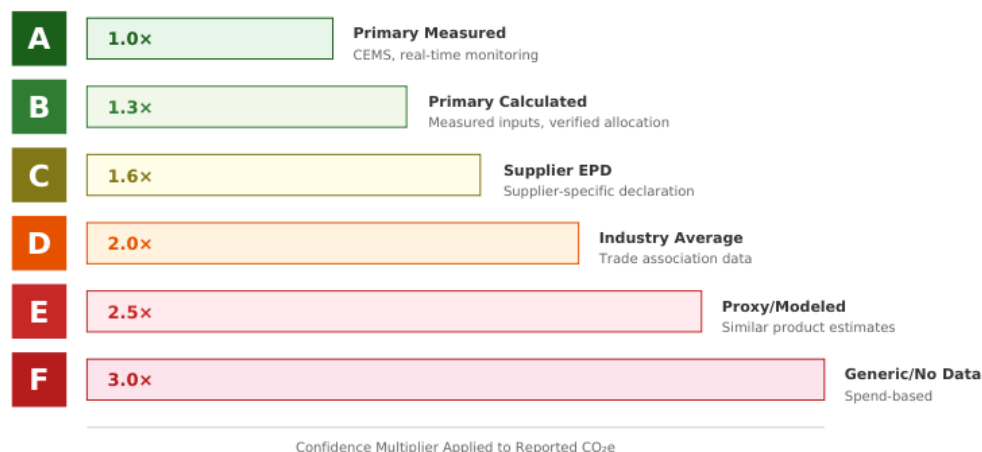 A
1.0×
Primary Measured
CEMS, real-time monitoring
B
1.3×
Primary Calculated
Measured inputs, verified allocation
C
1.6×
Supplier EPD
Supplier-specific declaration
D
2.0×
Industry Average
Trade association data
E
2.5×
Proxy/Modeled
Similar product estimates
F
3.0×
Generic/No Data
Spend-based
Confidence Multiplier Applied to Reported CO₂e